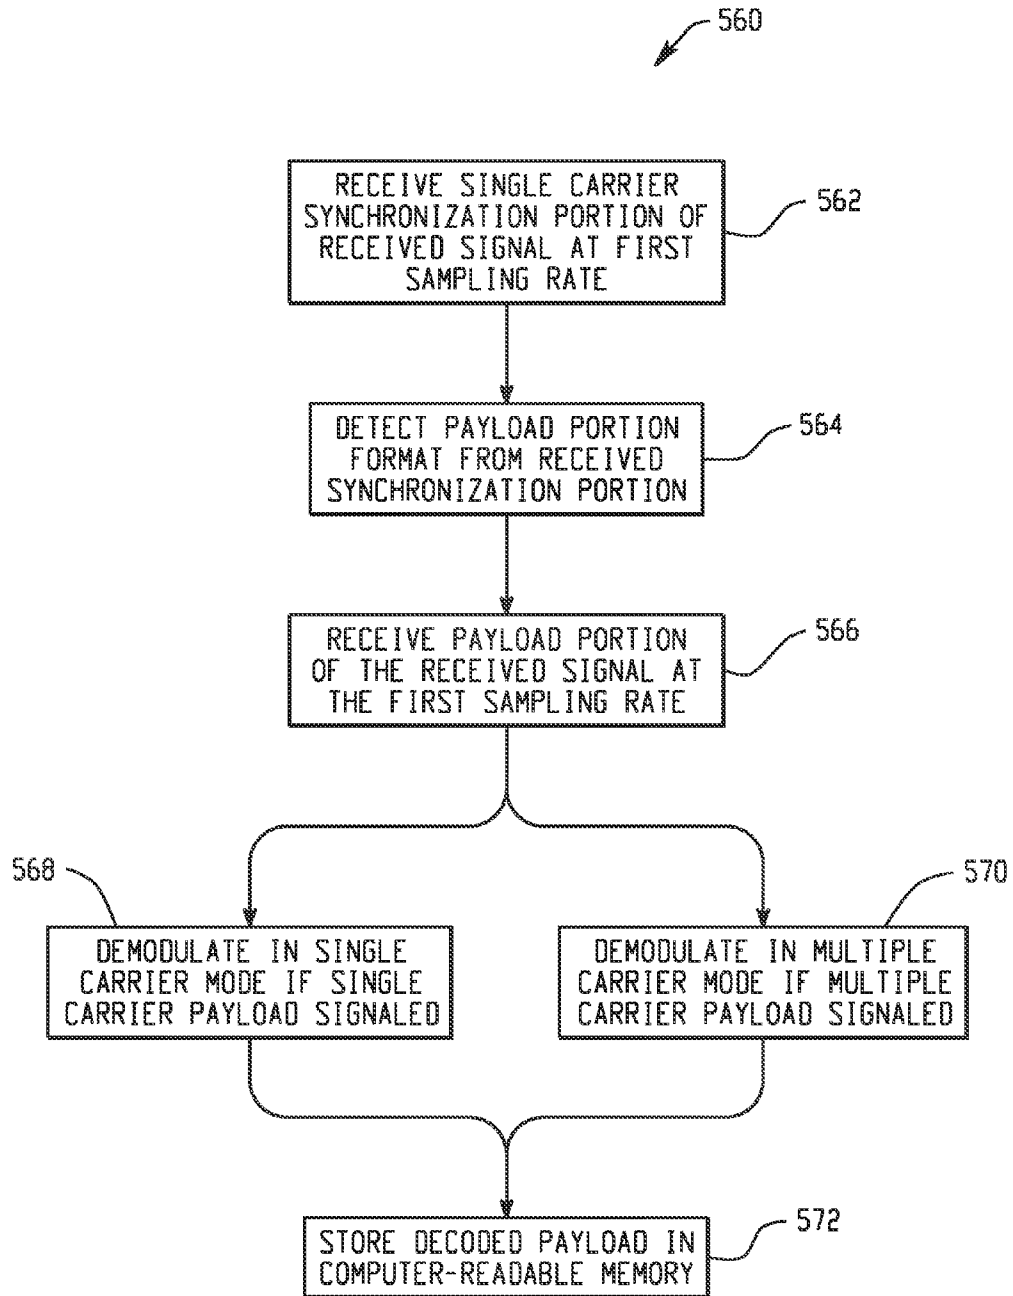 560
RECEIVE SINGLE CARRIER
SYNCHRONIZATION PORTION OF
RECEIVED SIGNAL AT FIRST
SAMPLING RATE
562
DETECT PAYLOAD PORTION
FORMAT FROM RECEIVED
SYNCHRONIZATION PORTION
564
RECEIVE PAYLOAD PORTION
OF THE RECEIVED SIGNAL AT
THE FIRST SAMPLING RATE
566
568
DEMODULATE IN SINGLE
CARRIER MODE IF SINGLE
CARRIER PAYLOAD SIGNALED
570
DEMODULATE IN MULTIPLE
CARRIER MODE IF MULTIPLE
CARRIER PAYLOAD SIGNALED
STORE DECODED PAYLOAD IN
COMPUTER-READABLE MEMORY
572